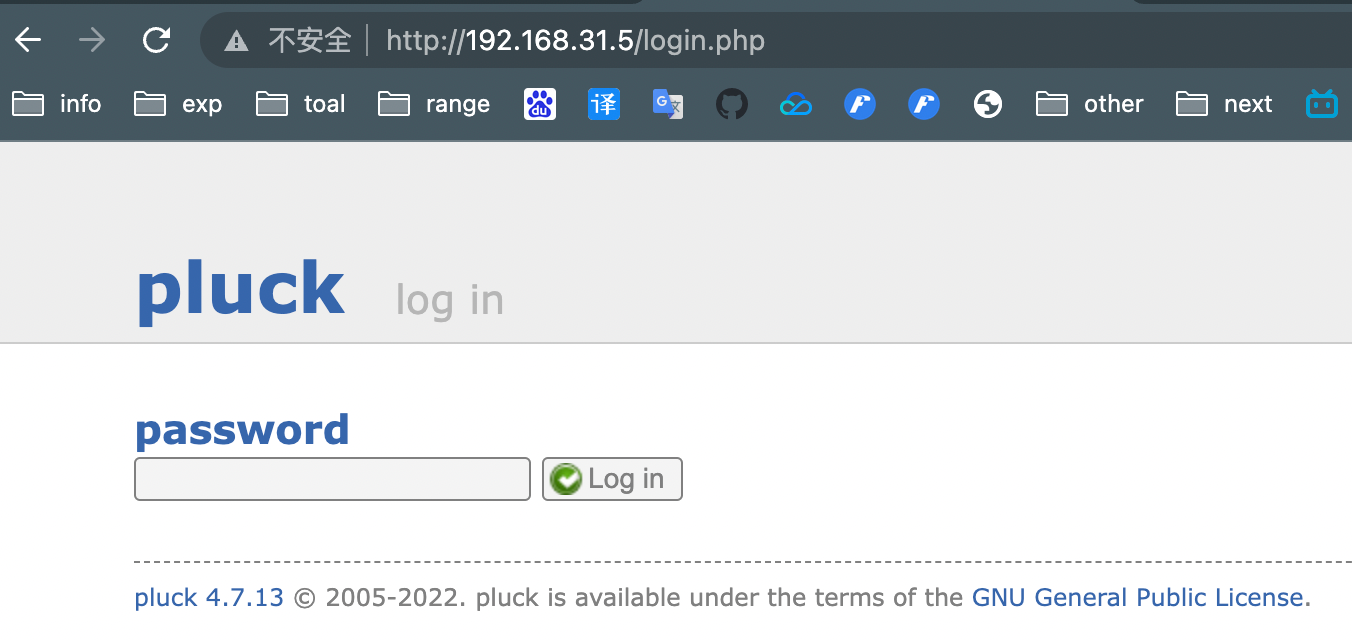 不安全 http://192.168.31.5/login.php
info exp toal range du 译 G 文 other next
pluck log in
password
Log in
pluck 4.7.13 © 2005-2022. pluck is available under the terms of the GNU General Public License.